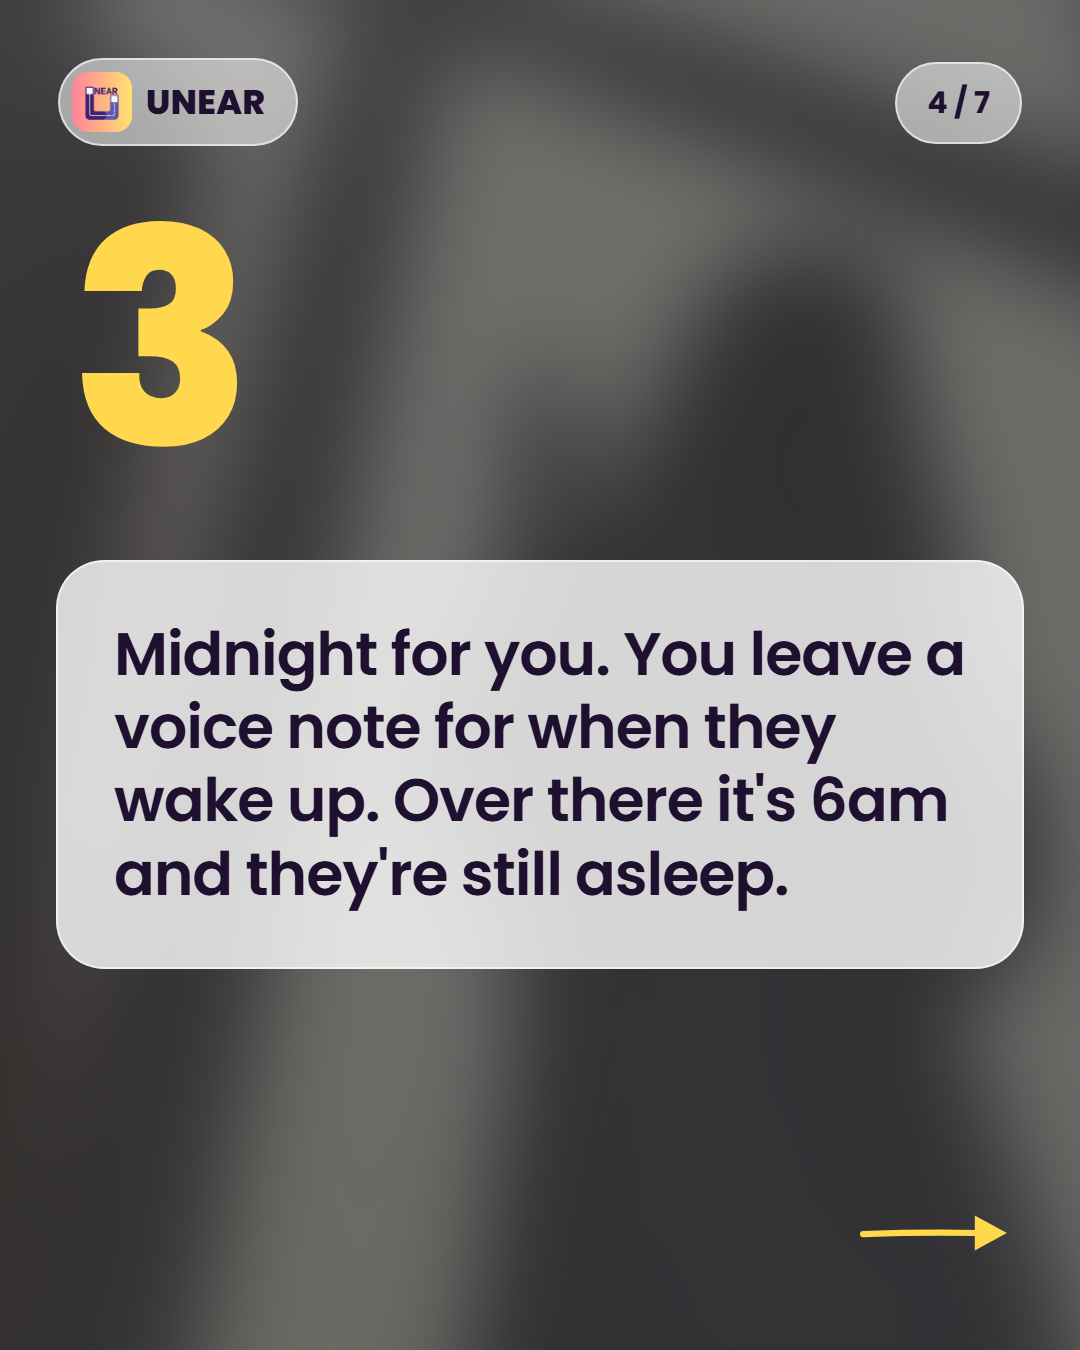 UNEAR
UNEAR
4 / 7
3
Midnight for you. You leave a
voice note for when they
wake up. Over there it's 6am
and they're still asleep.